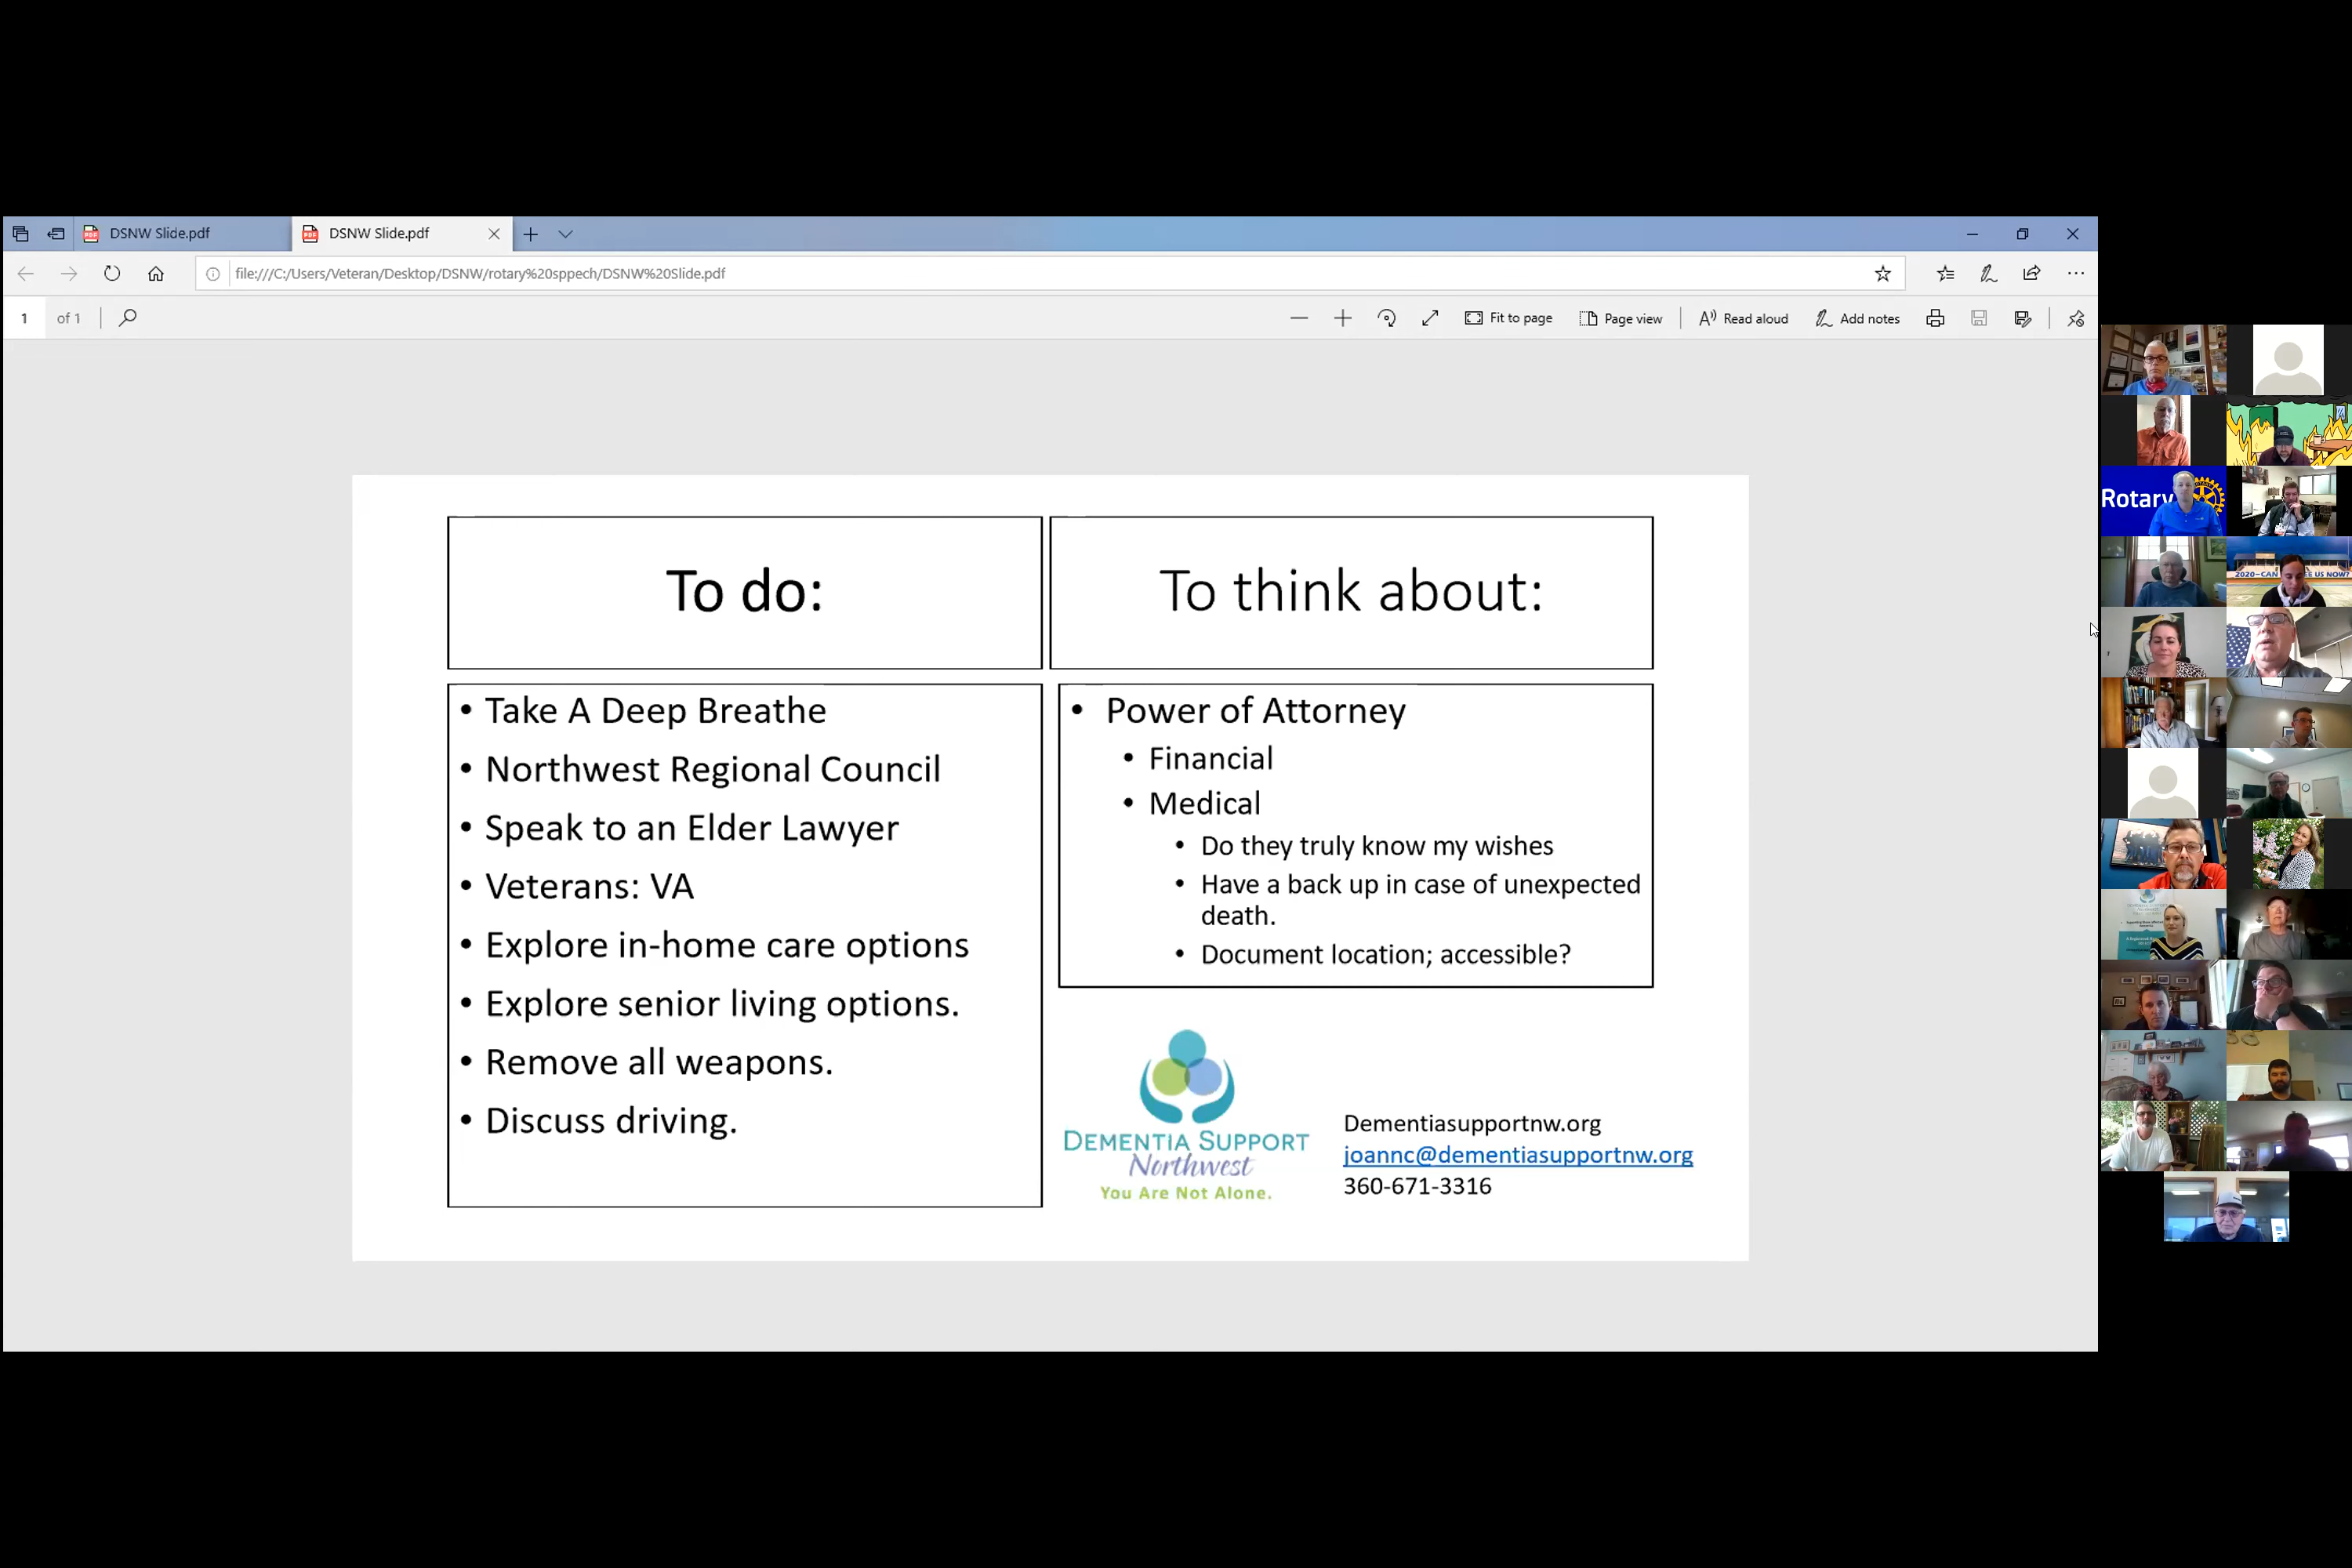 DSNW Slide.pdf
DSNW Slide.pdf
file:///C:/Users/Veteran/Desktop/DSNW/rotary%20sppech/DSNW%20Slide.pdf
1 of 1
Fit to page
Page view
Read aloud
Add notes
To do:
• Take A Deep Breathe
• Northwest Regional Council
• Speak to an Elder Lawyer
• Veterans: VA
• Explore in-home care options
• Explore senior living options.
• Remove all weapons.
• Discuss driving.
To think about:
• Power of Attorney
• Financial
• Medical
• Do they truly know my wishes
• Have a back up in case of unexpected
death.
• Document location; accessible?
DEMENTIA SUPPORT
Northwest
You Are Not Alone.
Dementiasupportnw.org
joannc@dementiasupportnw.org
360-671-3316
Rotary
2020-CAN EE US NOW?